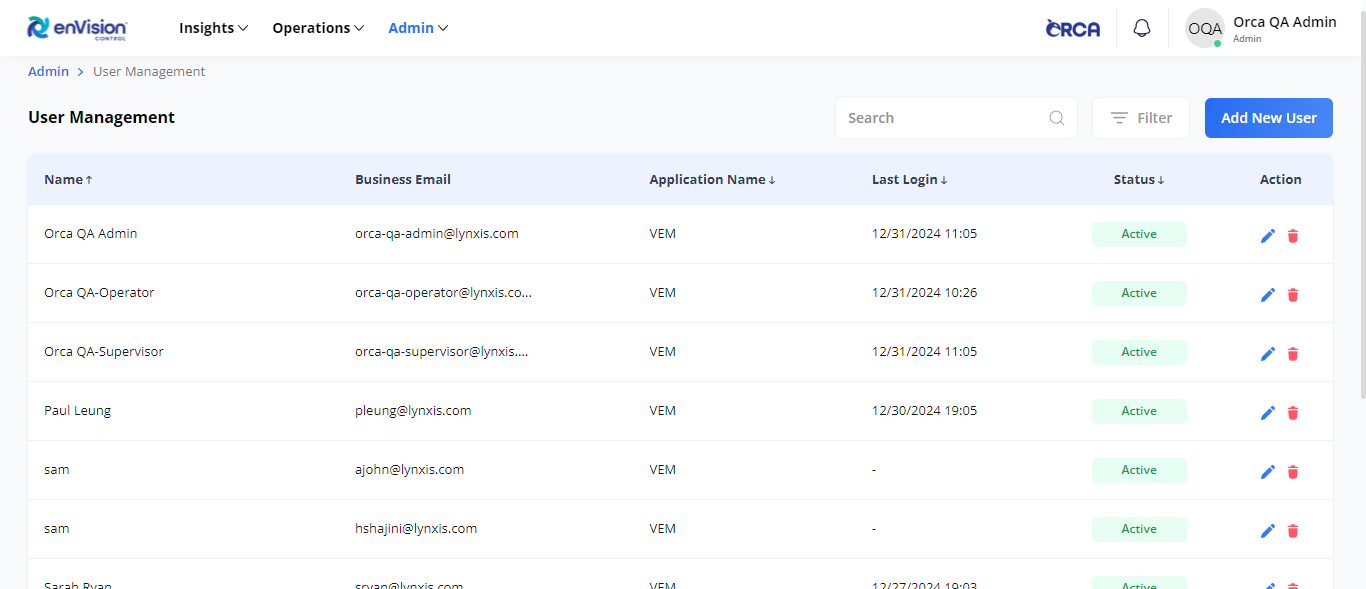 enVision
CONTROL
Insights Operations Admin
ORCA
OQA
Orca QA Admin
Admin
Admin > User Management
User Management
Search
Filter
Add New User
Name↑ Business Email Application Name↓ Last Login↓ Status↓ Action
Orca QA Admin orca-qa-admin@lynxis.com VEM 12/31/2024 11:05 Active
Orca QA-Operator orca-qa-operator@lynxis.co... VEM 12/31/2024 10:26 Active
Orca QA-Supervisor orca-qa-supervisor@lynxis.... VEM 12/31/2024 11:05 Active
Paul Leung pleung@lynxis.com VEM 12/30/2024 19:05 Active
sam ajohn@lynxis.com VEM - Active
sam hshajini@lynxis.com VEM - Active
Sarah Ryan sryan@lynxis.com VEM 12/27/2024 19:03 Active